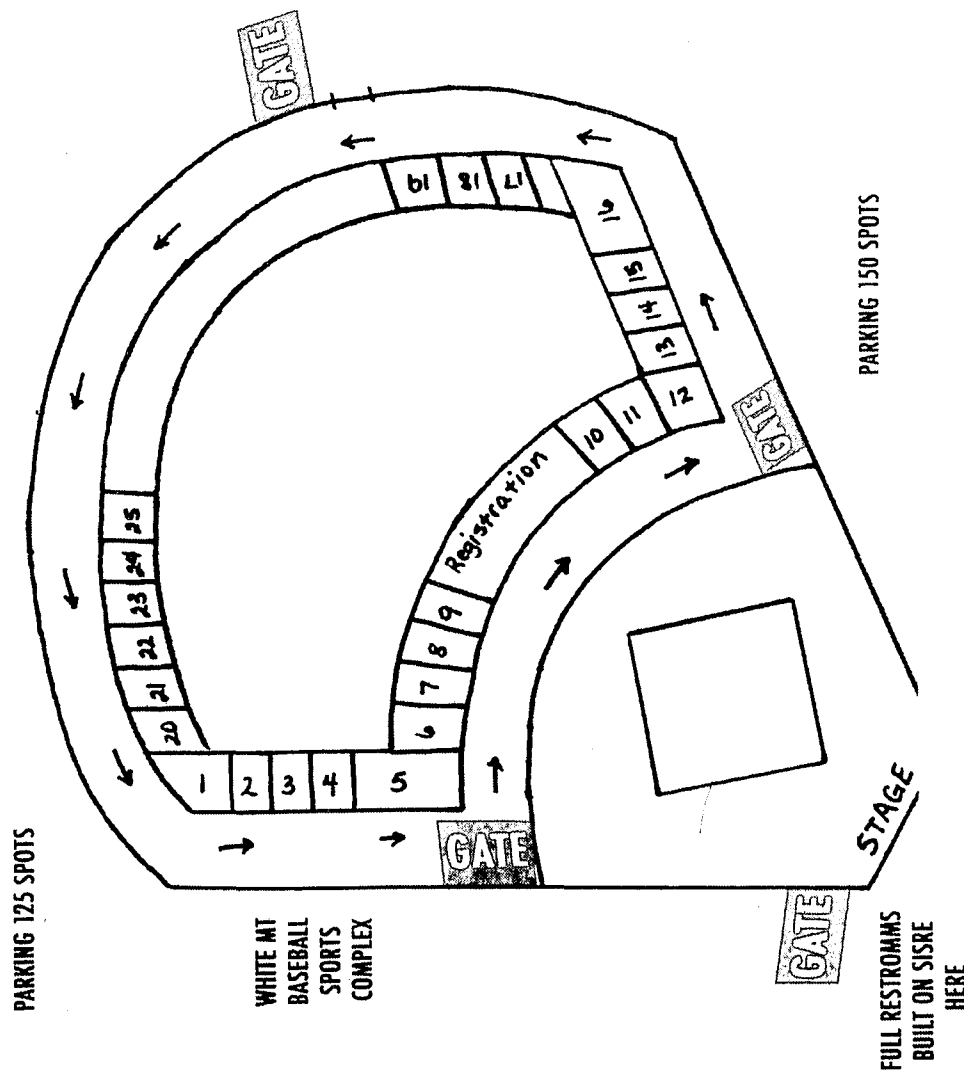 PARKING 125 SPOTS
WHITE MT
BASEBALL
SPORTS
COMPLEX
GATE
20
21
22
23
24
25
1
2
3
4
5
6
7
8
9
Registration
10
11
12
13
14
15
16
17
18
19
GATE
GATE
GATE
STAGE
GATE
FULL RESTROMMS
BUILT ON SISRE
HERE
PARKING 150 SPOTS